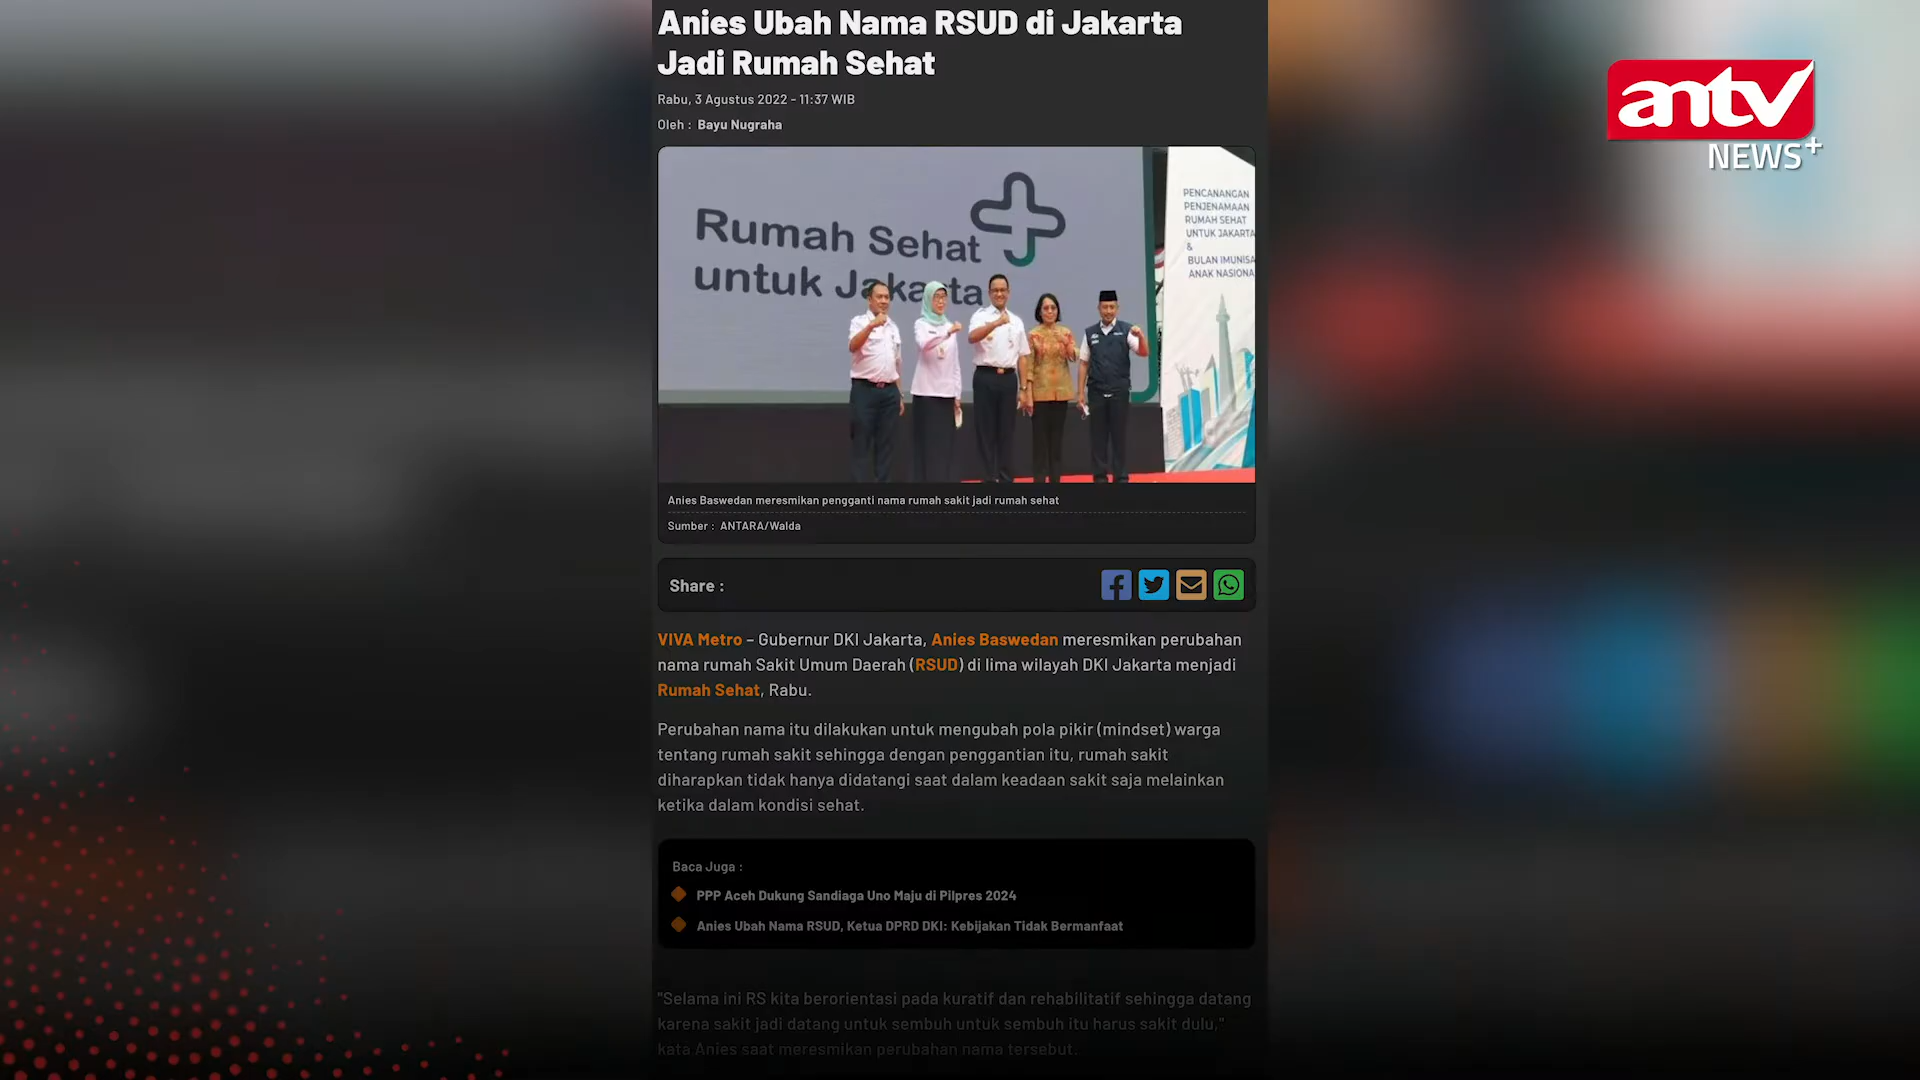 Anies Ubah Nama RSUD di Jakarta
Jadi Rumah Sehat
Rabu, 3 Agustus 2022 - 11:37 WIB
Oleh : Bayu Nugraha
antv
NEWS+
Rumah Sehat
untuk Jakarta
PENCANANGAN
PENJENAMAAN
RUMAH SEHAT
UNTUK JAKARTA
&
BULAN IMUNISA
ANAK NASIONA
Anies Baswedan meresmikan pengganti nama rumah sakit jadi rumah sehat
Sumber : ANTARA/Walda
Share :
VIVA Metro – Gubernur DKI Jakarta, Anies Baswedan meresmikan perubahan
nama rumah Sakit Umum Daerah (RSUD) di lima wilayah DKI Jakarta menjadi
Rumah Sehat, Rabu.
Perubahan nama itu dilakukan untuk mengubah pola pikir (mindset) warga
tentang rumah sakit sehingga dengan penggantian itu, rumah sakit
diharapkan tidak hanya didatangi saat dalam keadaan sakit saja melainkan
ketika dalam kondisi sehat.
Baca Juga :
PPP Aceh Dukung Sandiaga Uno Maju di Pilpres 2024
Anies Ubah Nama RSUD, Ketua DPRD DKI: Kebijakan Tidak Bermanfaat
"Selama ini RS kita berorientasi pada kuratif dan rehabilitatif sehingga datang
karena sakit jadi datang untuk sembuh untuk sembuh itu harus sakit dulu,"
kata Anies saat meresmikan perubahan nama tersebut.